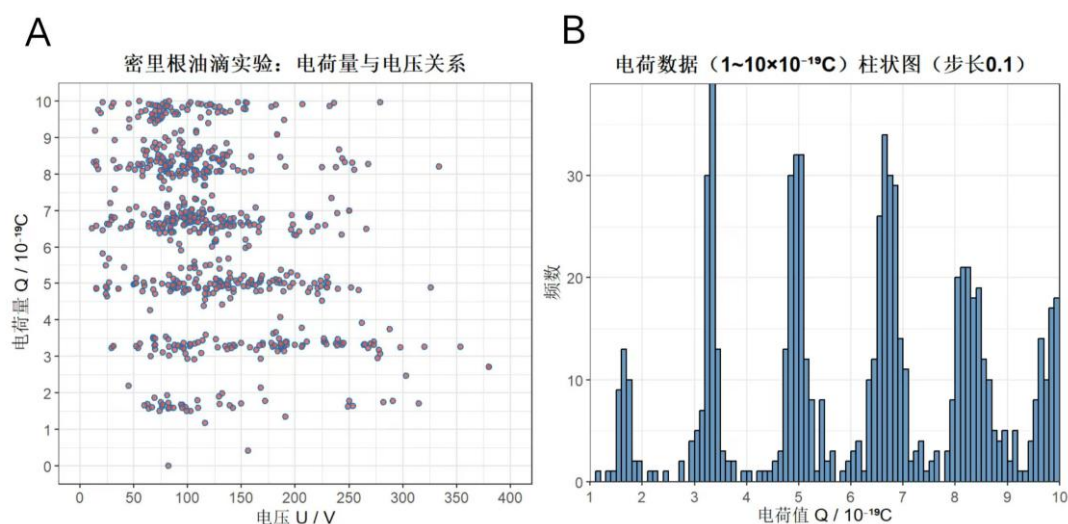 A
密里根油滴实验：电荷量与电压关系
电荷量 Q / 10⁻¹⁹C
10
9
8
7
6
5
4
3
2
1
0
0 50 100 150 200 250 300 350 400
电压 U / V
B
电荷数据（1~10×10⁻¹⁹C）柱状图（步长0.1）
频数
30
20
10
0
1 2 3 4 5 6 7 8 9 10
电荷值 Q / 10⁻¹⁹C